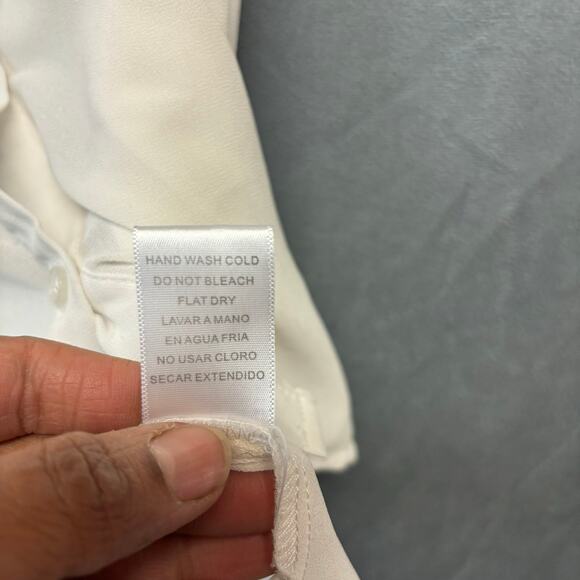 HAND WASH COLD
DO NOT BLEACH
FLAT DRY
LAVAR A MANO
EN AGUA FRIA
NO USAR CLORO
SECAR EXTENDIDO